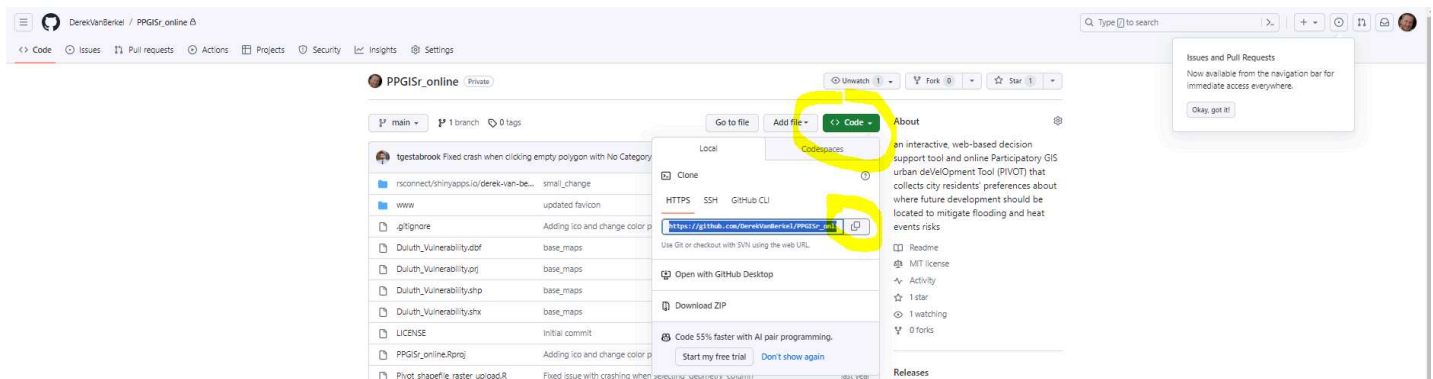 DerekVanBerkel / PPGISr_online
Type / to search
<> Code Issues Pull requests Actions Projects Security Insights Settings
Issues and Pull Requests
Now available from the navigation bar for
immediate access everywhere.
Okay, got it!
PPGISr_online Private
Unwatch 1 Fork 0 Star 1
main 1 branch 0 tags
Go to file Add file <> Code
About
an interactive, web-based decision
support tool and online Participatory GIS
urban deVelOpment Tool (PIVOT) that
collects city residents' preferences about
where future development should be
located to mitigate flooding and heat
events risks
Readme
MIT license
Activity
1 star
1 watching
0 forks
Releases
Local Codespaces
Clone
HTTPS SSH GitHub CLI
https://github.com/DerekVanBerkel/PPGISr_onl
Use Git or checkout with SVN using the web URL.
Open with GitHub Desktop
Download ZIP
Code 55% faster with AI pair programming.
Start my free trial Don't show again
tgestabrook Fixed crash when clicking empty polygon with No Category
rsconnect/shinyapps.io/derek-van-be... small_change
www updated favicon
.gitignore Adding ico and change color p
Duluth_Vulnerability.dbf base_maps
Duluth_Vulnerability.prj base_maps
Duluth_Vulnerability.shp base_maps
Duluth_Vulnerability.shx base_maps
LICENSE Initial commit
PPGISr_online.Rproj Adding ico and change color p
Pivot_shapefile_raster_upload.R Fixed issue with crashing when selecting 'geometry' column last year